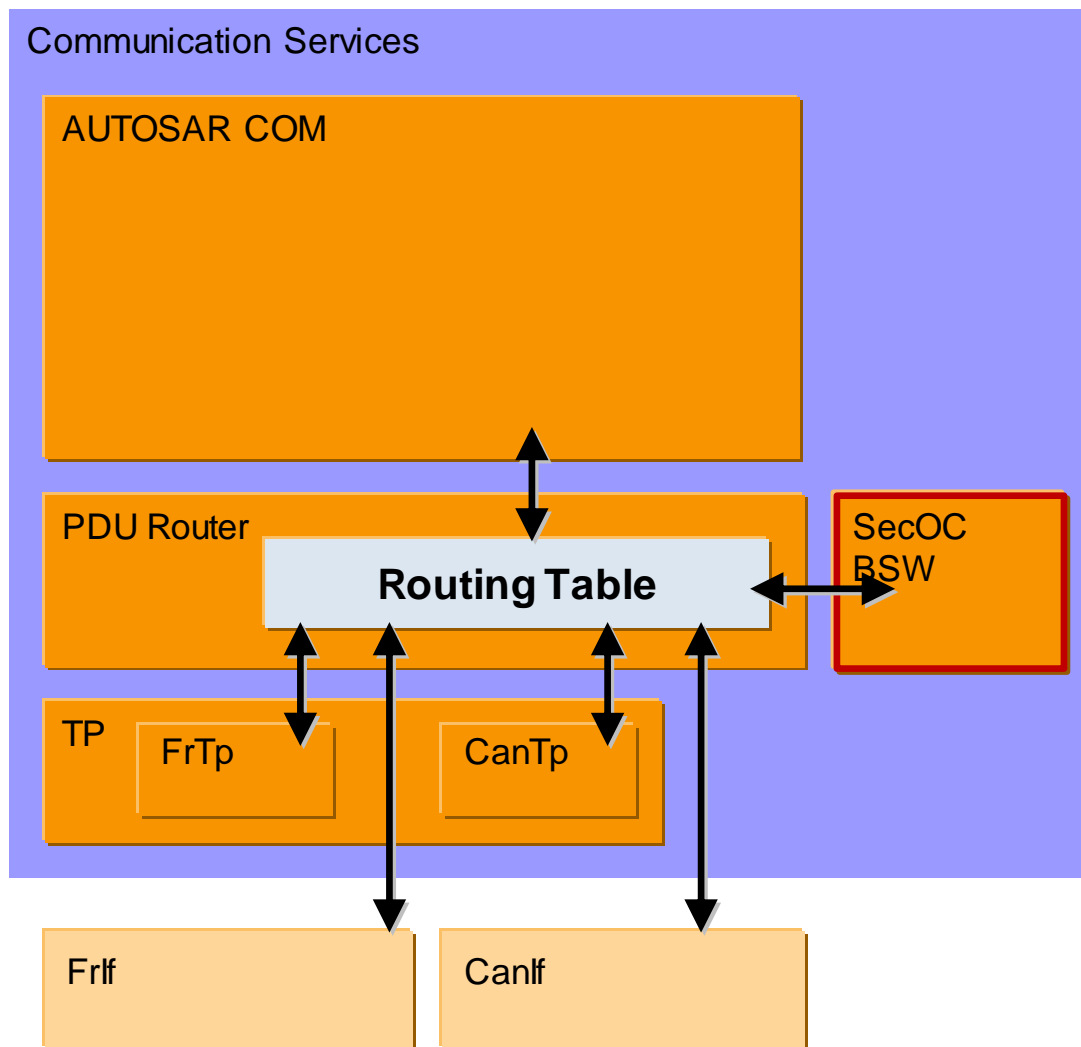 Communication Services
AUTOSAR COM
PDU Router
Routing Table
SecOC
BSW
TP
FrTp
CanTp
FrIf
CanIf